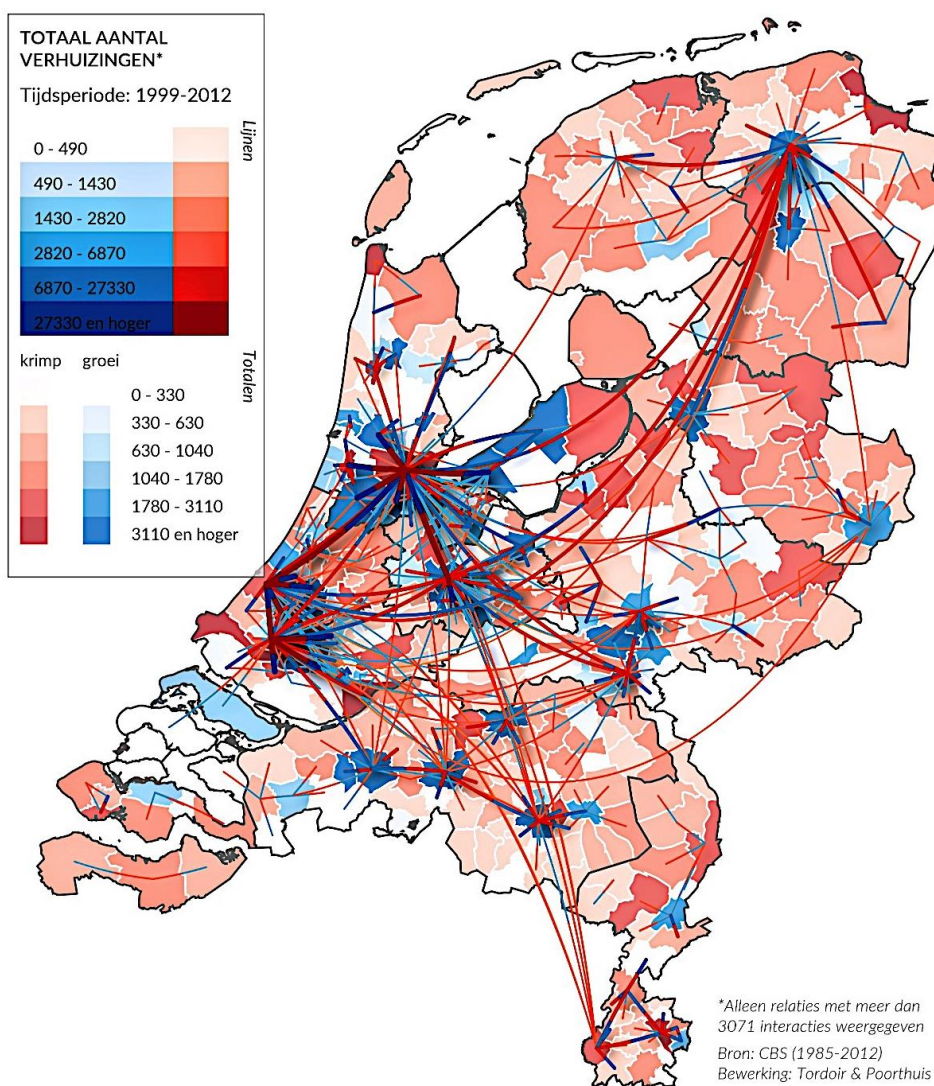 TOTAAL AANTAL
VERHUIZINGEN*
Tijdsperiode: 1999-2012
Lijnen
0 - 490
490 - 1430
1430 - 2820
2820 - 6870
6870 - 27330
27330 en hoger
Totalen
krimp groei
0 - 330
330 - 630
630 - 1040
1040 - 1780
1780 - 3110
3110 en hoger
*Alleen relaties met meer dan
3071 interacties weergegeven
Bron: CBS (1985-2012)
Bewerking: Tordoir & Poorthuis